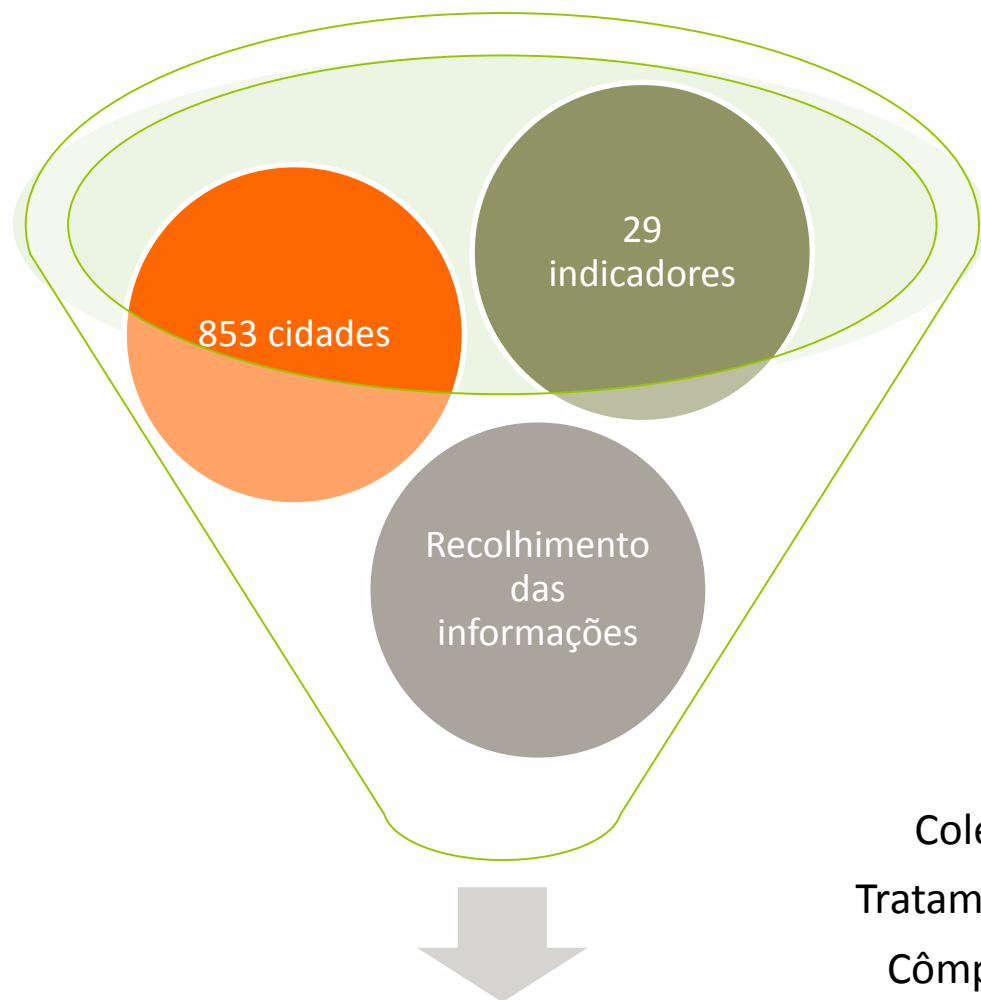 29
indicadores
853 cidades
Recolhimento
das
informações